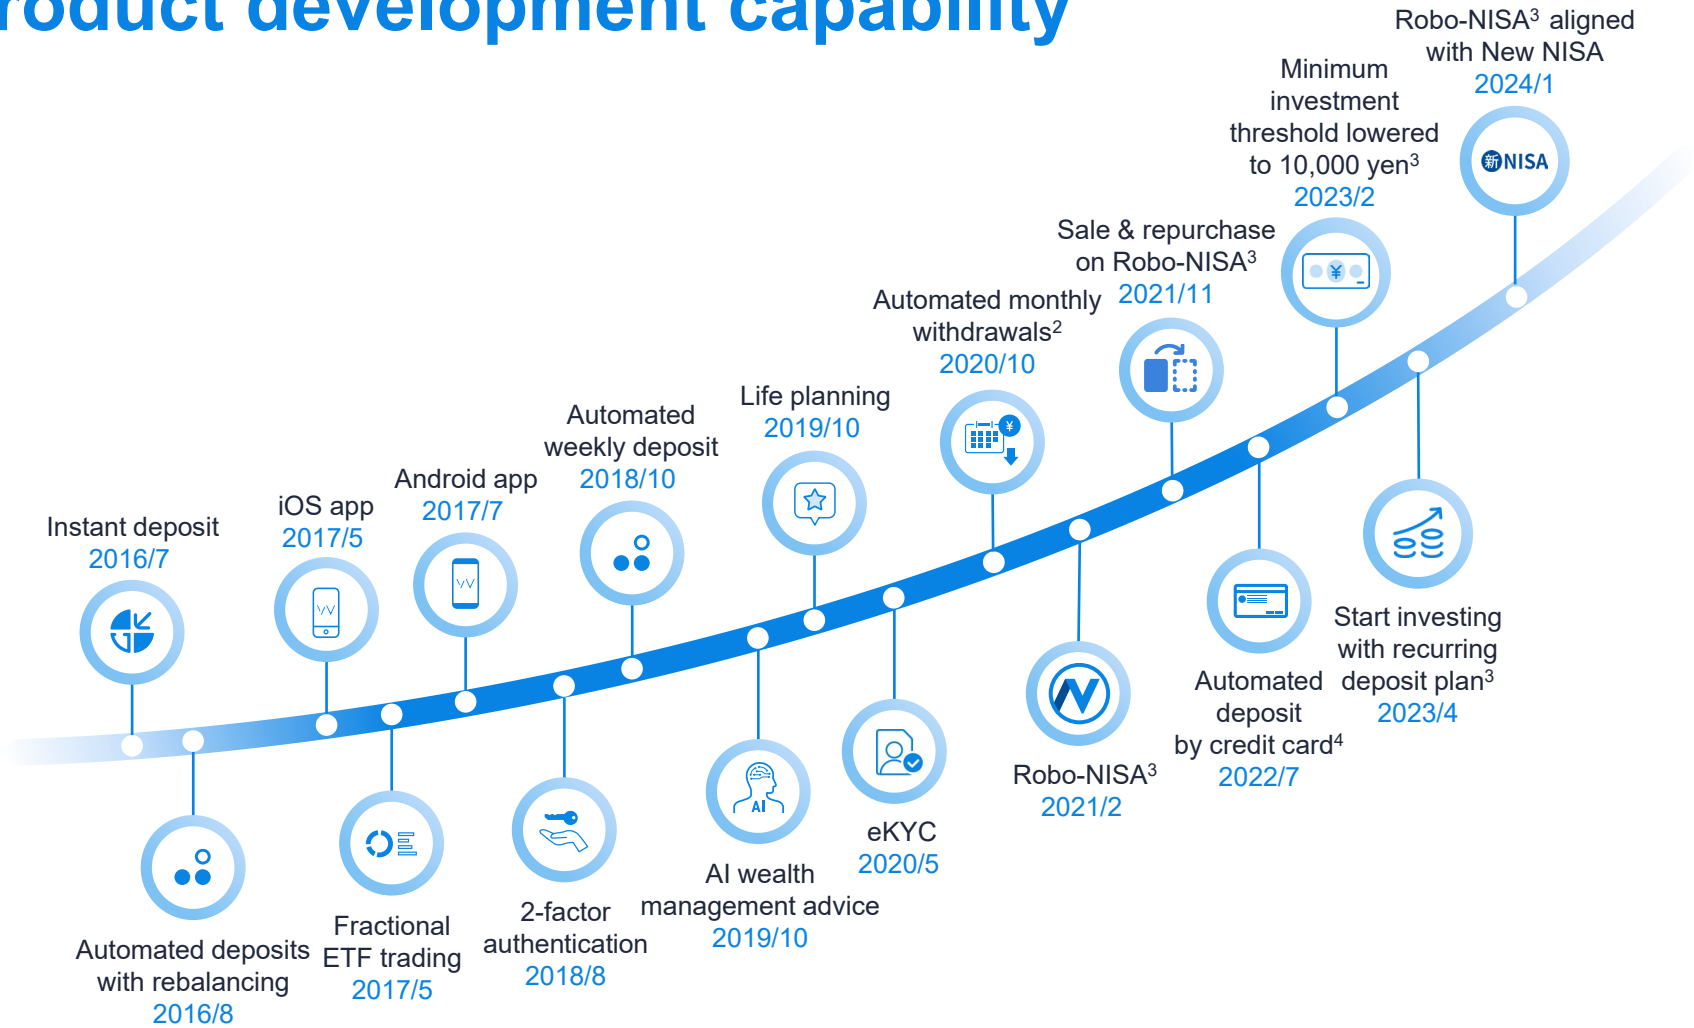 roduct development capability
Robo-NISA³ aligned
with New NISA
2024/1
新NISA
Minimum
investment
threshold lowered
to 10,000 yen³
2023/2
¥
Sale & repurchase
on Robo-NISA³
2021/11
Automated monthly
withdrawals²
2020/10
¥
Life planning
2019/10
Automated
weekly deposit
2018/10
Android app
2017/7
iOS app
2017/5
Instant deposit
2016/7
Automated deposits
with rebalancing
2016/8
Fractional
ETF trading
2017/5
2-factor
authentication
2018/8
AI
AI wealth
management advice
2019/10
eKYC
2020/5
Robo-NISA³
2021/2
Automated
deposit
by credit card⁴
2022/7
Start investing
with recurring
deposit plan³
2023/4